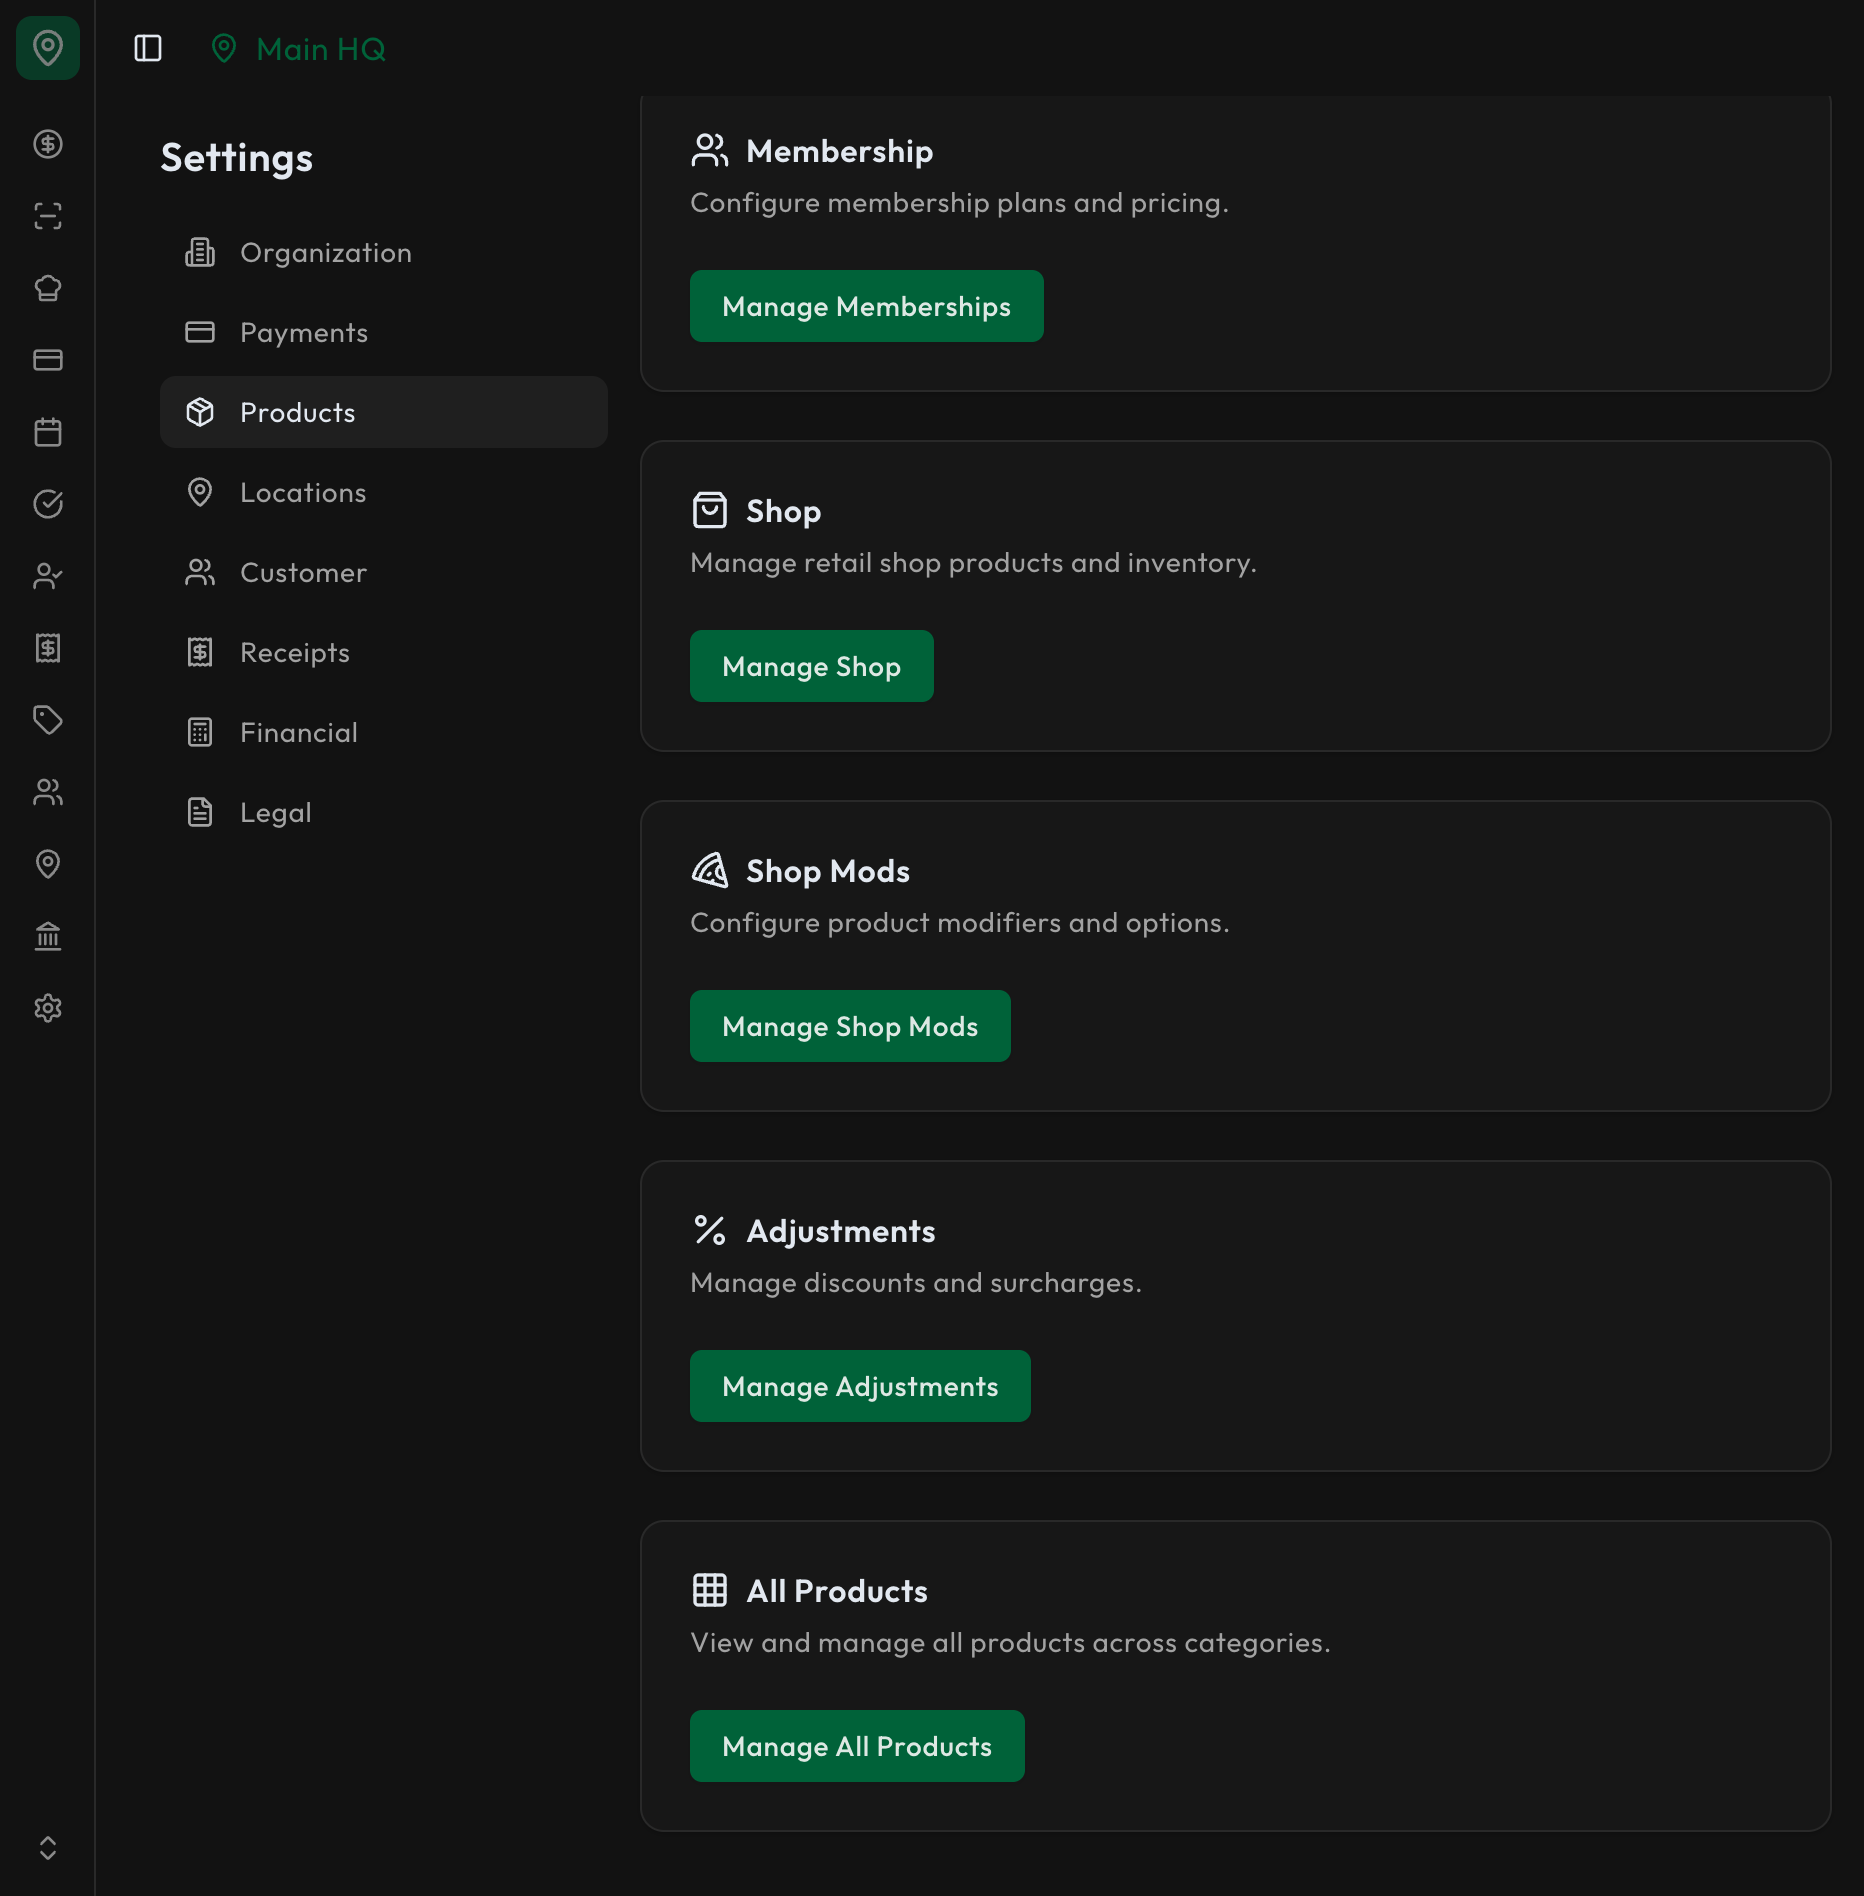 Main HQ
Settings
Organization
Payments
Products
Locations
Customer
Receipts
Financial
Legal
Membership
Configure membership plans and pricing.
Manage Memberships
Shop
Manage retail shop products and inventory.
Manage Shop
Shop Mods
Configure product modifiers and options.
Manage Shop Mods
Adjustments
Manage discounts and surcharges.
Manage Adjustments
All Products
View and manage all products across categories.
Manage All Products